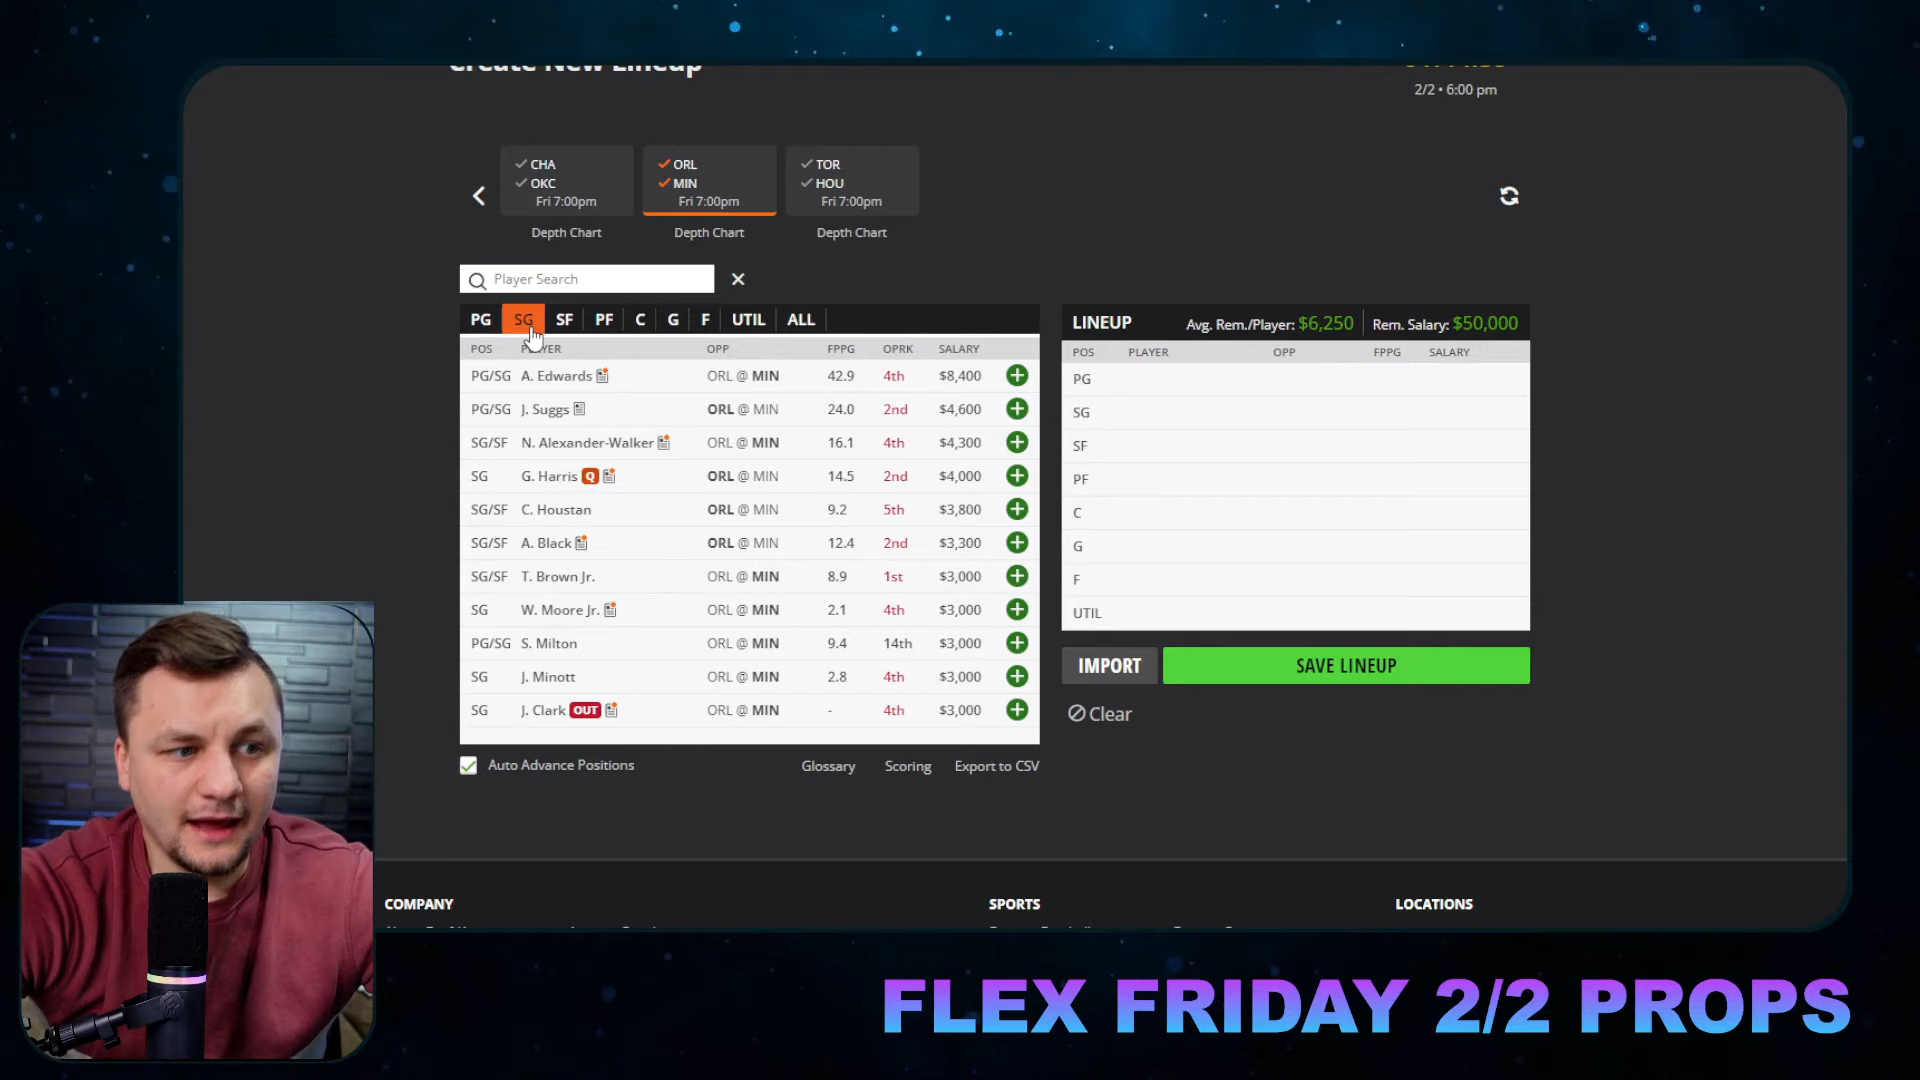 Create New Lineup
2/2 • 6:00 pm
CHA
OKC
Fri 7:00pm
Depth Chart
ORL
MIN
Fri 7:00pm
Depth Chart
TOR
HOU
Fri 7:00pm
Depth Chart
Player Search
PG SG SF PF C G F UTIL ALL
POS PLAYER OPP FPPG OPRK SALARY
PG/SG A. Edwards ORL @ MIN 42.9 4th $8,400
PG/SG J. Suggs ORL @ MIN 24.0 2nd $4,600
SG/SF N. Alexander-Walker ORL @ MIN 16.1 4th $4,300
SG G. Harris Q ORL @ MIN 14.5 2nd $4,000
SG/SF C. Houstan ORL @ MIN 9.2 5th $3,800
SG/SF A. Black ORL @ MIN 12.4 2nd $3,300
SG/SF T. Brown Jr. ORL @ MIN 8.9 1st $3,000
SG W. Moore Jr. ORL @ MIN 2.1 4th $3,000
PG/SG S. Milton ORL @ MIN 9.4 14th $3,000
SG J. Minott ORL @ MIN 2.8 4th $3,000
SG J. Clark OUT ORL @ MIN - 4th $3,000
Auto Advance Positions
Glossary Scoring Export to CSV
LINEUP Avg. Rem./Player: $6,250 Rem. Salary: $50,000
POS PLAYER OPP FPPG SALARY
PG
SG
SF
PF
C
G
F
UTIL
IMPORT SAVE LINEUP
Clear
COMPANY SPORTS LOCATIONS
FLEX FRIDAY 2/2 PROPS